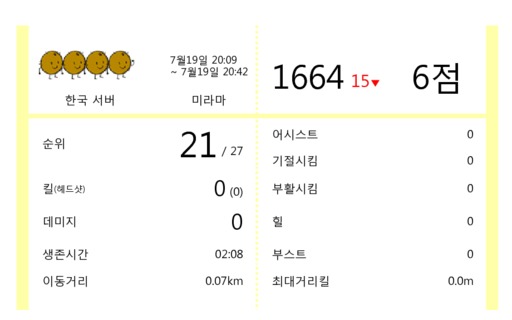 7월19일 20:09
~ 7월19일 20:42
한국 서버
미라마
1664 15▼ 6점
순위 21 / 27
킬(헤드샷) 0 (0)
데미지 0
생존시간 02:08
이동거리 0.07km
어시스트 0
기절시킴 0
부활시킴 0
힐 0
부스트 0
최대거리킬 0.0m